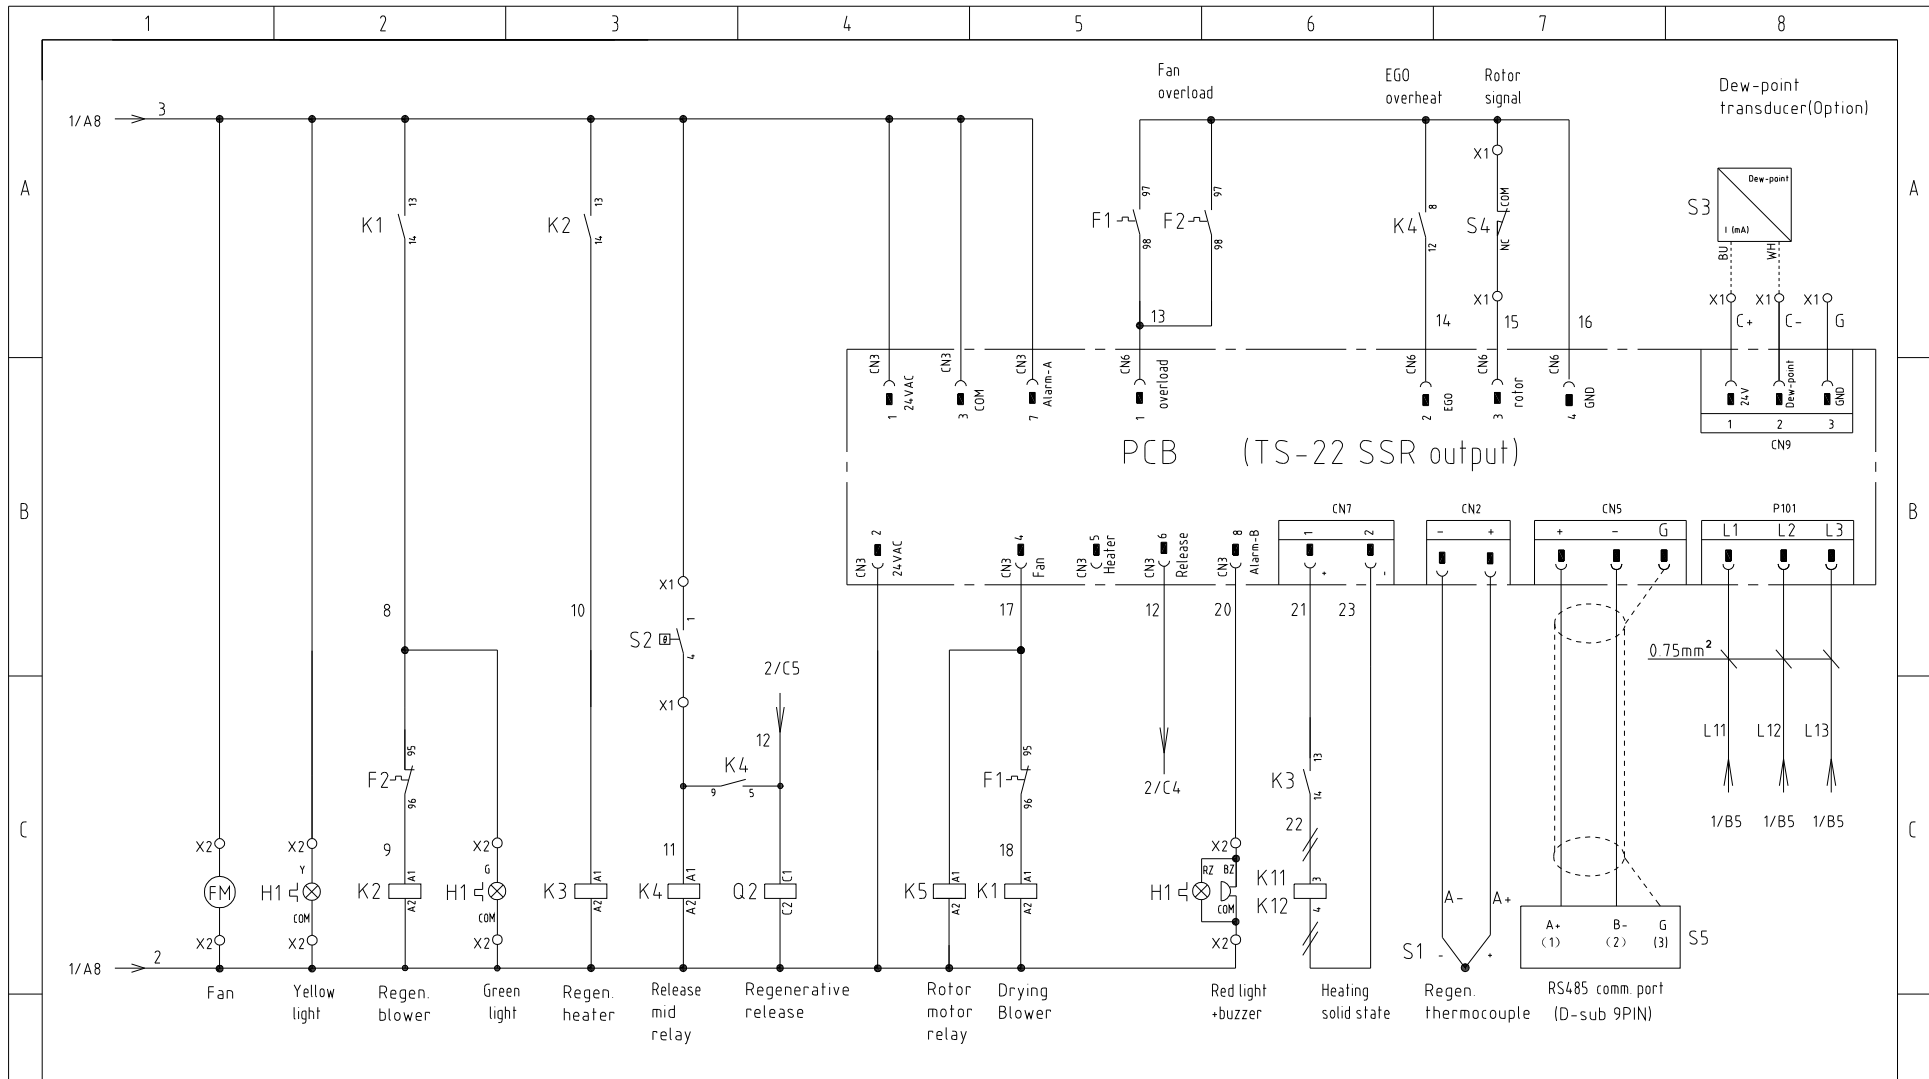 1 2 3 4 5 6 7 8
A A
B B
C C
1/A8
3
K1
13
14
K2
13
14
Fan
overload
F1
97
98
F2
97
98
13
EGO
overheat
K4
8
12
14
Rotor
signal
X1
COM
S4
NC
X1
15
16
Dew-point
transducer(Option)
S3
Dew-point
I (mA)
BU
WH
X1
X1
X1
C+
C-
G
CN3
1
24VAC
CN3
3
COM
CN3
7
Alarm-A
CN6
1
overload
CN6
2
EGO
CN6
3
rotor
CN6
4
GND
24V
Dew-point
GND
1 2 3
CN9
PCB (TS-22 SSR output)
CN3
2
24VAC
CN3
4
Fan
CN3
5
Heater
CN3
6
Release
CN3
8
Alarm-B
CN7
1
2
+
-
CN2
- +
CN5
+ - G
P101
L1 L2 L3
8
10
X1
S2
θ
1
4
X1
17
12
20
21
23
0.75mm²
2/C5
12
F2
95
96
K4
9
5
F1
95
96
2/C4
K3
13
14
22
L11
L12
L13
1/B5
1/B5
1/B5
9
11
18
X2
FM
X2
X2
Y
H1
COM
X2
K2
A1
A2
X2
G
H1
COM
X2
K3
A1
A2
K4
A1
A2
Q2
C1
C2
K5
A1
A2
K1
A1
A2
X2
RZ BZ
H1
COM
X2
K11
K12
3
4
A-
A+
S1
-
+
A+ B- G
(1) (2) (3)
S5
1/A8
2
Fan
Yellow
light
Regen.
blower
Green
light
Regen.
heater
Release
mid
relay
Regenerative
release
Rotor
motor
relay
Drying
Blower
Red light
+buzzer
Heating
solid state
Regen.
thermocouple
RS485 comm. port
(D-sub 9PIN)